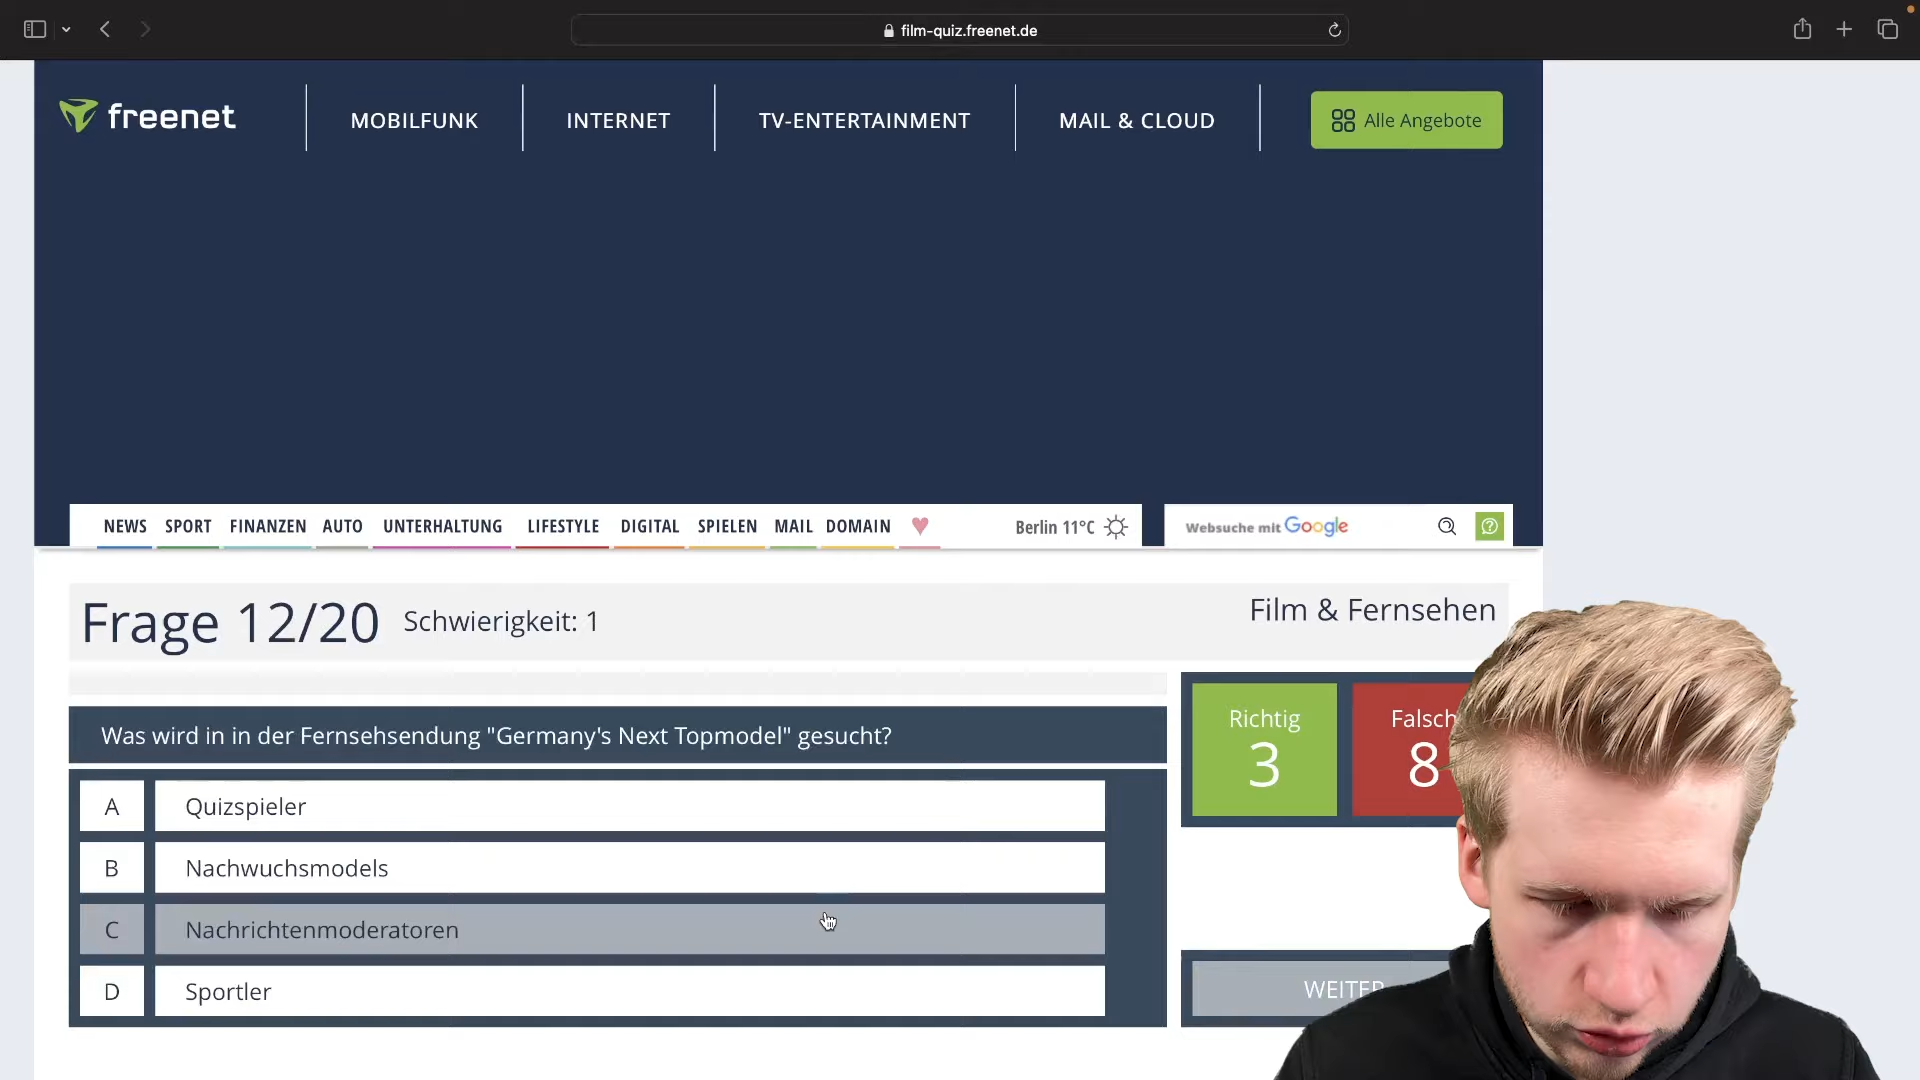 film-quiz.freenet.de
freenet
MOBILFUNK
INTERNET
TV-ENTERTAINMENT
MAIL & CLOUD
Alle Angebote
NEWS SPORT FINANZEN AUTO UNTERHALTUNG LIFESTYLE DIGITAL SPIELEN MAIL DOMAIN
Berlin 11°C
Websuche mit Google
Frage 12/20 Schwierigkeit: 1
Film & Fernsehen
Was wird in in der Fernsehsendung "Germany's Next Topmodel" gesucht?
A Quizspieler
B Nachwuchsmodels
C Nachrichtenmoderatoren
D Sportler
Richtig
3
Falsch
8
WEITER